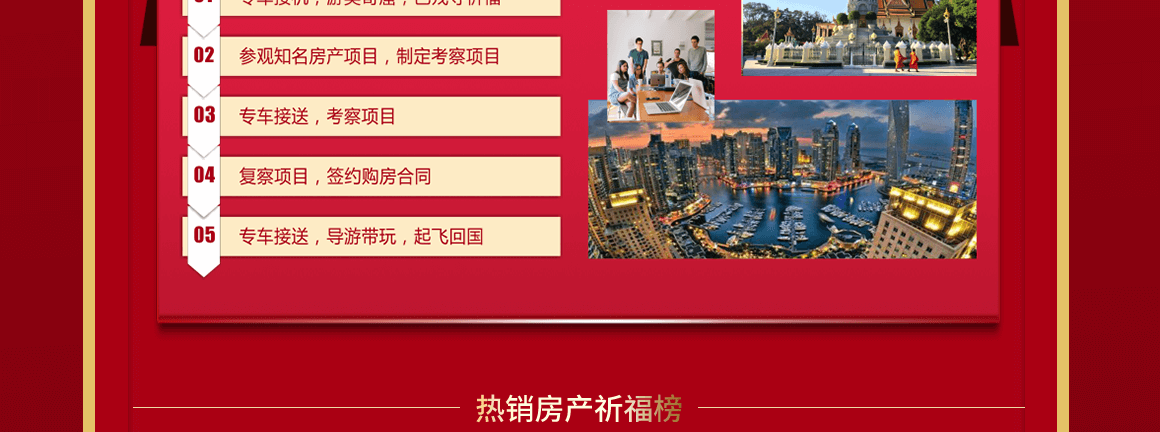 02 参观知名房产项目，制定考察项目
03 专车接送，考察项目
04 复察项目，签约购房合同
05 专车接送，导游带玩，起飞回国
热销房产祈福榜